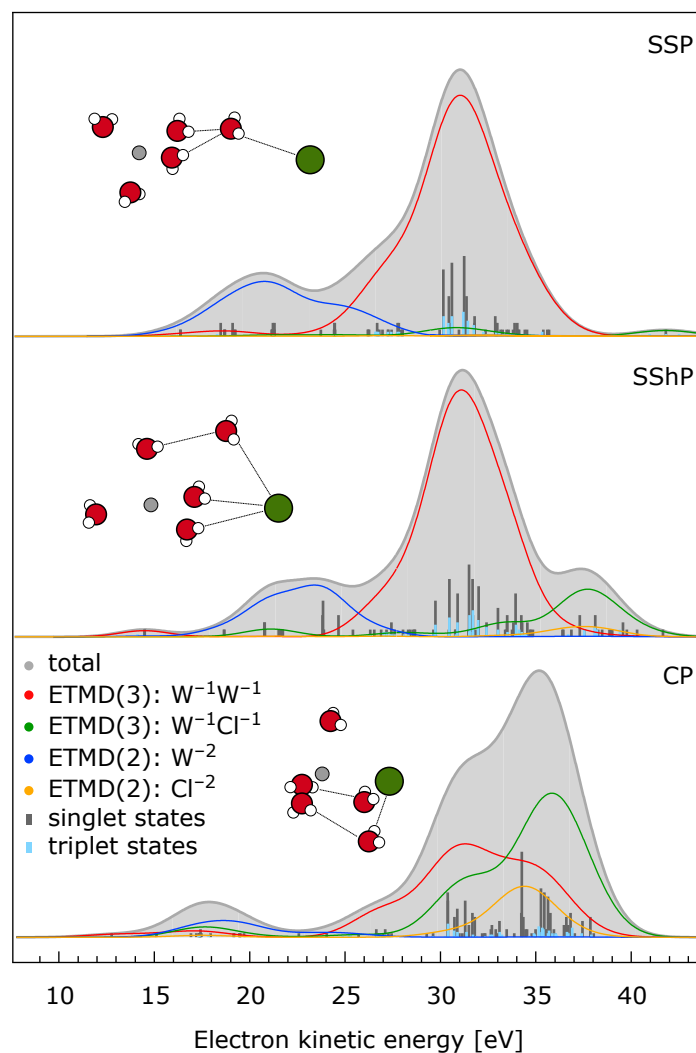 SSP
SShP
total
ETMD(3): W⁻¹W⁻¹
ETMD(3): W⁻¹Cl⁻¹
ETMD(2): W⁻²
ETMD(2): Cl⁻²
singlet states
triplet states
CP
10 15 20 25 30 35 40
Electron kinetic energy [eV]